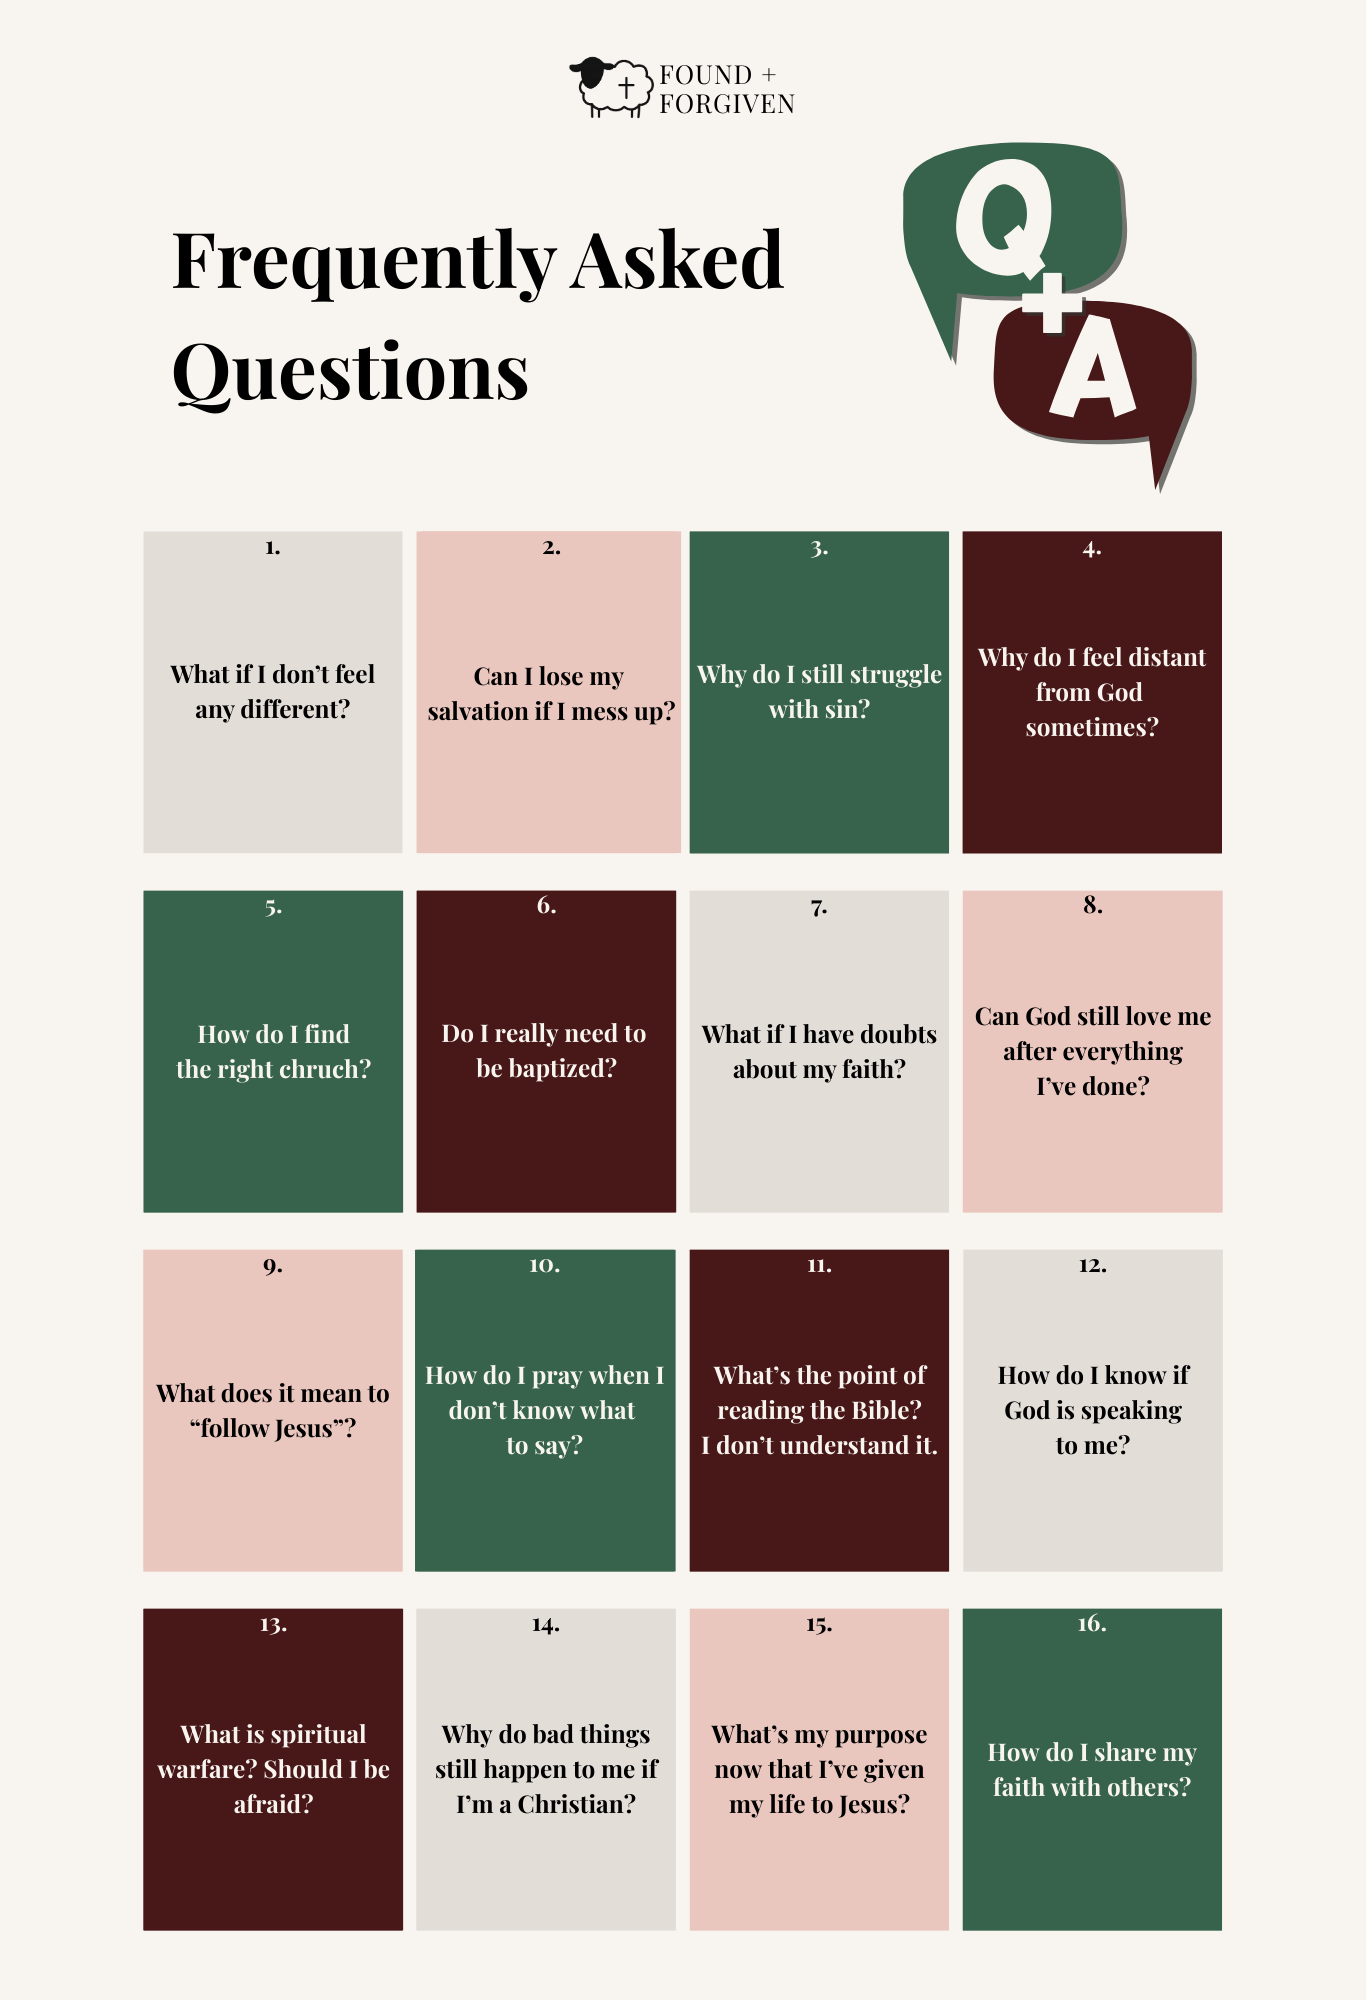 FOUND +
FORGIVEN
Q
+
A
Frequently Asked
Questions
1.
What if I don’t feel
any different?
2.
Can I lose my
salvation if I mess up?
3.
Why do I still struggle
with sin?
4.
Why do I feel distant
from God
sometimes?
5.
How do I find
the right chruch?
6.
Do I really need to
be baptized?
7.
What if I have doubts
about my faith?
8.
Can God still love me
after everything
I’ve done?
9.
What does it mean to
“follow Jesus”?
10.
How do I pray when I
don’t know what
to say?
11.
What’s the point of
reading the Bible?
I don’t understand it.
12.
How do I know if
God is speaking
to me?
13.
What is spiritual
warfare? Should I be
afraid?
14.
Why do bad things
still happen to me if
I’m a Christian?
15.
What’s my purpose
now that I’ve given
my life to Jesus?
16.
How do I share my
faith with others?